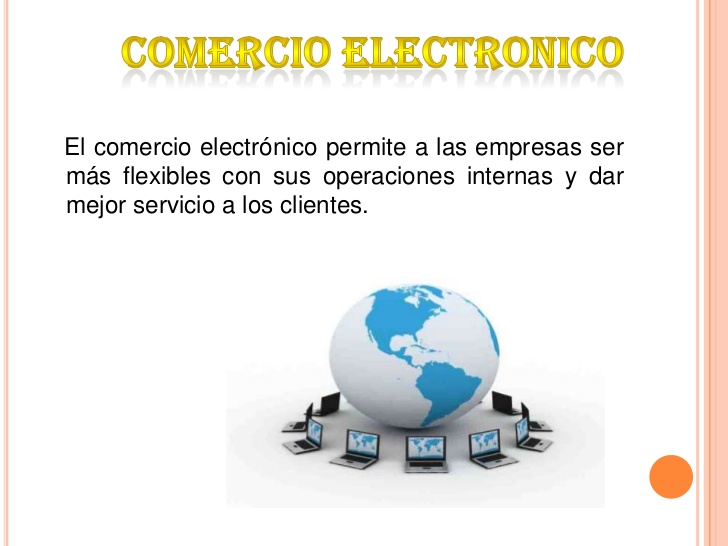 COMERCIO ELECTRONICO
El comercio electrónico permite a las empresas ser
más flexibles con sus operaciones internas y dar
mejor servicio a los clientes.